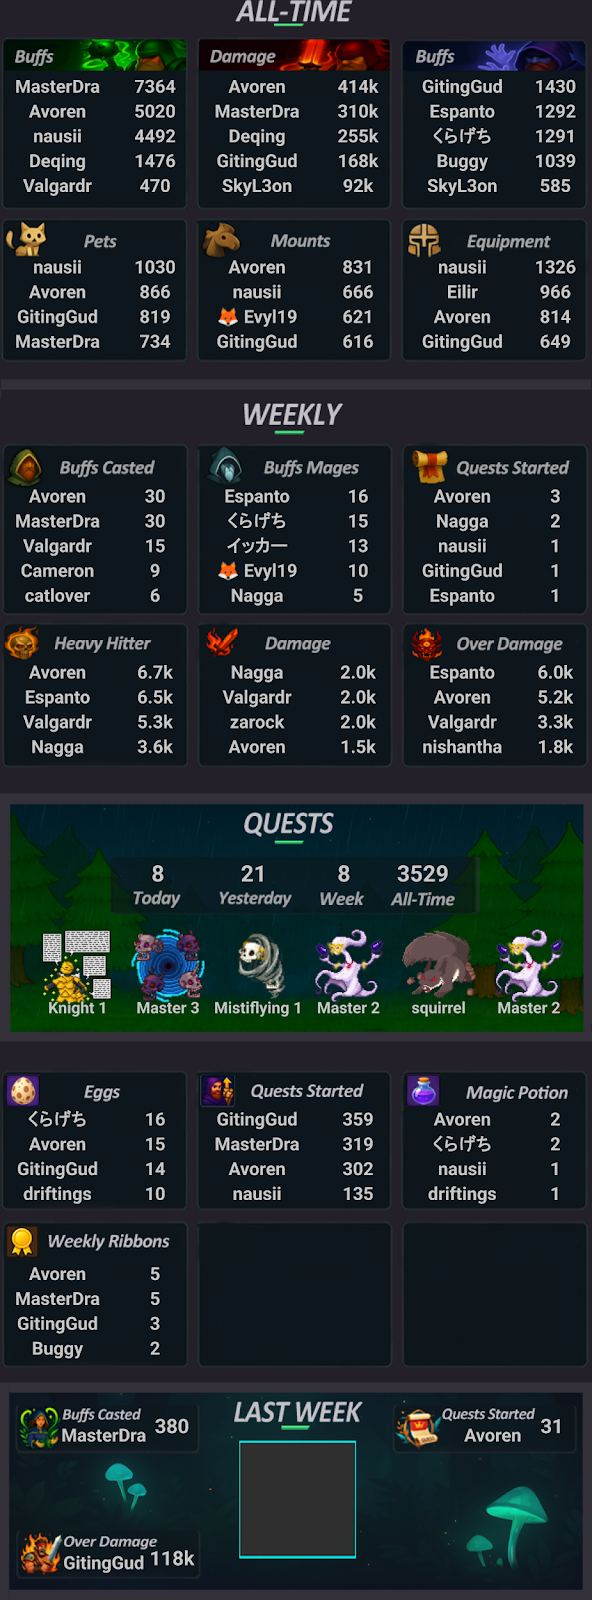 ALL-TIME
Buffs
MasterDra 7364
Avoren 5020
nausii 4492
Deqing 1476
Valgardr 470
Damage
Avoren 414k
MasterDra 310k
Deqing 255k
GitingGud 168k
SkyL3on 92k
Buffs
GitingGud 1430
Espanto 1292
くらげち 1291
Buggy 1039
SkyL3on 585
Pets
nausii 1030
Avoren 866
GitingGud 819
MasterDra 734
Mounts
Avoren 831
nausii 666
🦊 Evyl19 621
GitingGud 616
Equipment
nausii 1326
Eilir 966
Avoren 814
GitingGud 649
WEEKLY
Buffs Casted
Avoren 30
MasterDra 30
Valgardr 15
Cameron 9
catlover 6
Buffs Mages
Espanto 16
くらげち 15
イッカー 13
🦊 Evyl19 10
Nagga 5
Quests Started
Avoren 3
Nagga 2
nausii 1
GitingGud 1
Espanto 1
Heavy Hitter
Avoren 6.7k
Espanto 6.5k
Valgardr 5.3k
Nagga 3.6k
Damage
Nagga 2.0k
Valgardr 2.0k
zarock 2.0k
Avoren 1.5k
Over Damage
Espanto 6.0k
Avoren 5.2k
Valgardr 3.3k
nishantha 1.8k
QUESTS
8 21 8 3529
Today Yesterday Week All-Time
Knight 1 Master 3 Mistiflying 1 Master 2 squirrel Master 2
Eggs
くらげち 16
Avoren 15
GitingGud 14
driftings 10
Quests Started
GitingGud 359
MasterDra 319
Avoren 302
nausii 135
Magic Potion
Avoren 2
くらげち 2
nausii 1
driftings 1
Weekly Ribbons
Avoren 5
MasterDra 5
GitingGud 3
Buggy 2
LAST WEEK
Buffs Casted
MasterDra 380
Quests Started
Avoren 31
Over Damage
GitingGud 118k